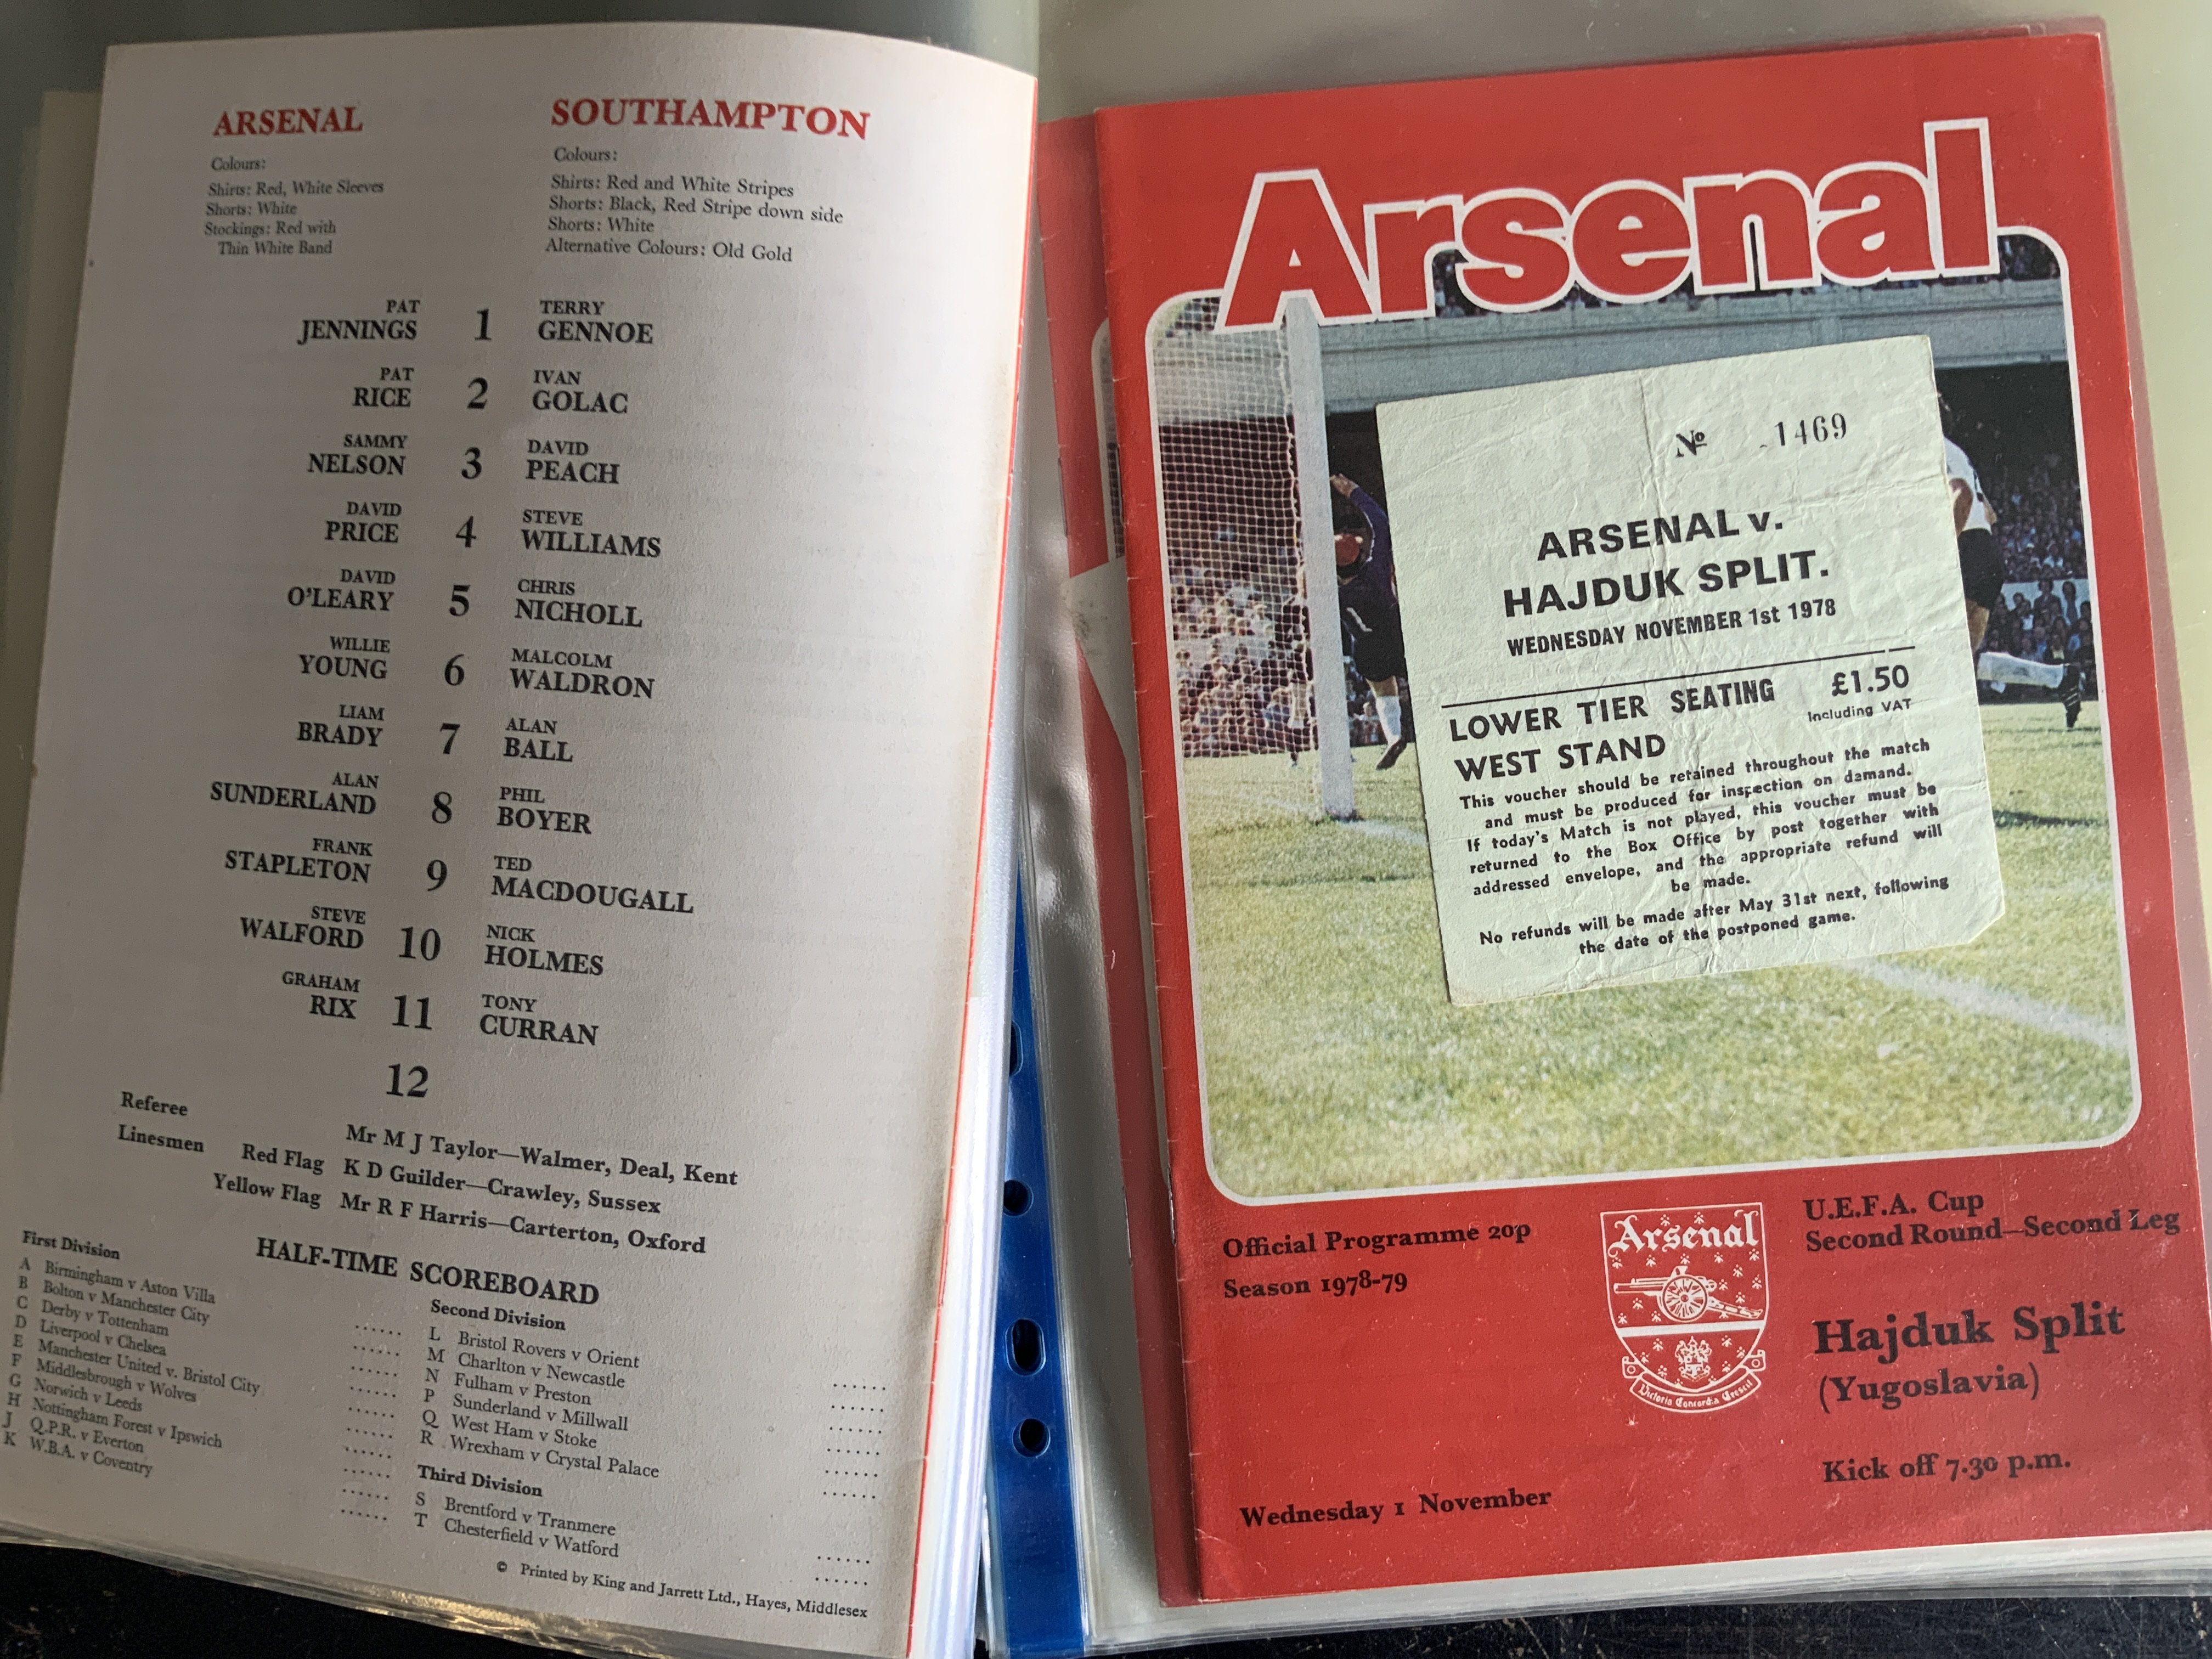 ARSENAL
Colours:
Shirts: Red, White Sleeves
Shorts: White
Stockings: Red with
Thin White Band
SOUTHAMPTON
Colours:
Shirts: Red and White Stripes
Shorts: Black, Red Stripe down side
Shorts: White
Alternative Colours: Old Gold
PAT
JENNINGS 1 TERRY
GENNOE
PAT
RICE 2 IVAN
GOLAC
SAMMY
NELSON 3 DAVID
PEACH
DAVID
PRICE 4 STEVE
WILLIAMS
DAVID
O'LEARY 5 CHRIS
NICHOLL
WILLIE
YOUNG 6 MALCOLM
WALDRON
LIAM
BRADY 7 ALAN
BALL
ALAN
SUNDERLAND 8 PHIL
BOYER
FRANK
STAPLETON 9 TED
MACDOUGALL
STEVE
WALFORD 10 NICK
HOLMES
GRAHAM
RIX 11 TONY
CURRAN
12
Referee Mr M J Taylor—Walmer, Deal, Kent
Linesmen Red Flag K D Guilder—Crawley, Sussex
Yellow Flag Mr R F Harris—Carterton, Oxford
HALF-TIME SCOREBOARD
First Division
A Birmingham v Aston Villa ......
B Bolton v Manchester City ......
C Derby v Tottenham ......
D Liverpool v Chelsea ......
E Manchester United v. Bristol City ......
F Middlesbrough v Wolves ......
G Norwich v Leeds ......
H Nottingham Forest v Ipswich ......
J Q.P.R. v Everton ......
K W.B.A. v Coventry ......
Second Division
L Bristol Rovers v Orient ......
M Charlton v Newcastle ......
N Fulham v Preston ......
P Sunderland v Millwall ......
Q West Ham v Stoke ......
R Wrexham v Crystal Palace ......
Third Division
S Brentford v Tranmere ......
T Chesterfield v Watford ......
© Printed by King and Jarrett Ltd., Hayes, Middlesex
Arsenal
No 1469
ARSENAL v.
HAJDUK SPLIT.
WEDNESDAY NOVEMBER 1st 1978
LOWER TIER SEATING £1.50
WEST STAND Including VAT
This voucher should be retained throughout the match
and must be produced for inspection on damand.
If today's Match is not played, this voucher must be
returned to the Box Office by post together with
addressed envelope, and the appropriate refund will
be made.
No refunds will be made after May 31st next, following
the date of the postponed game.
Official Programme 20p
Season 1978-79
Wednesday 1 November
Arsenal
Victoria Concordia Crescit
U.E.F.A. Cup
Second Round—Second Leg
Hajduk Split
(Yugoslavia)
Kick off 7.30 p.m.